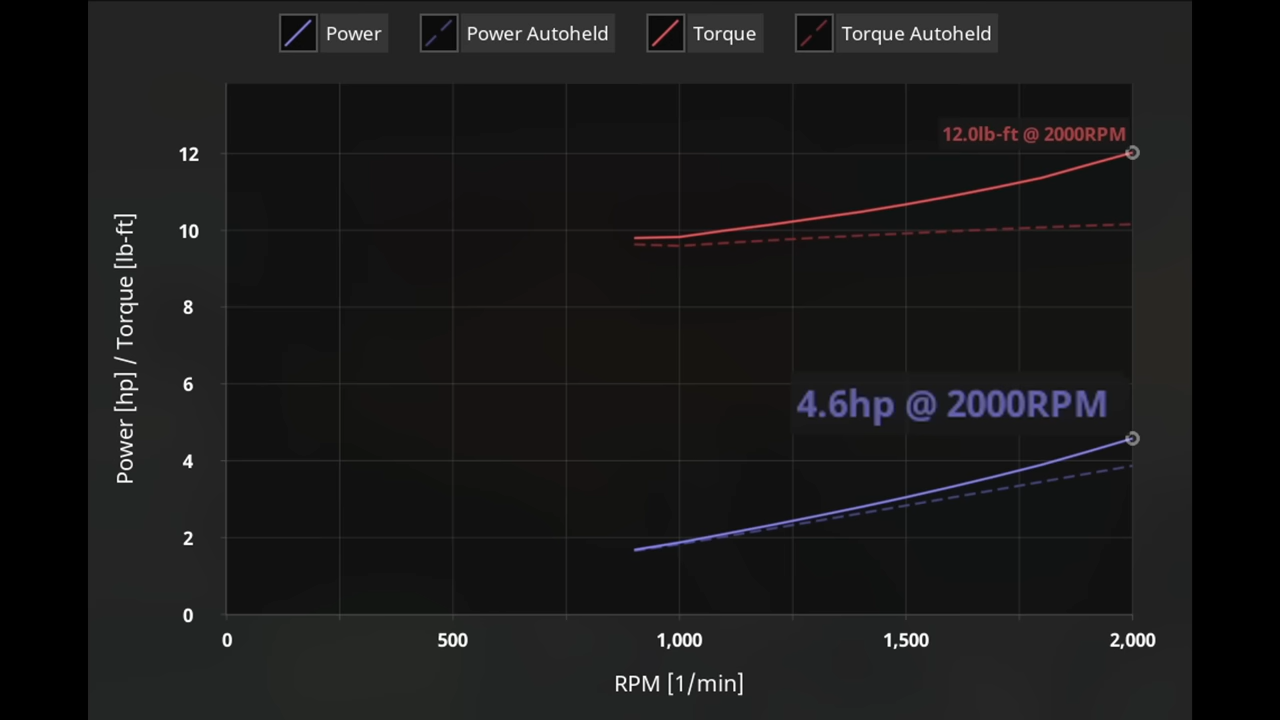 Power
Power Autoheld
Torque
Torque Autoheld
12.0lb-ft @ 2000RPM
12
10
8
6
4
2
0
Power [hp] / Torque [lb-ft]
4.6hp @ 2000RPM
0
500
1,000
1,500
2,000
RPM [1/min]